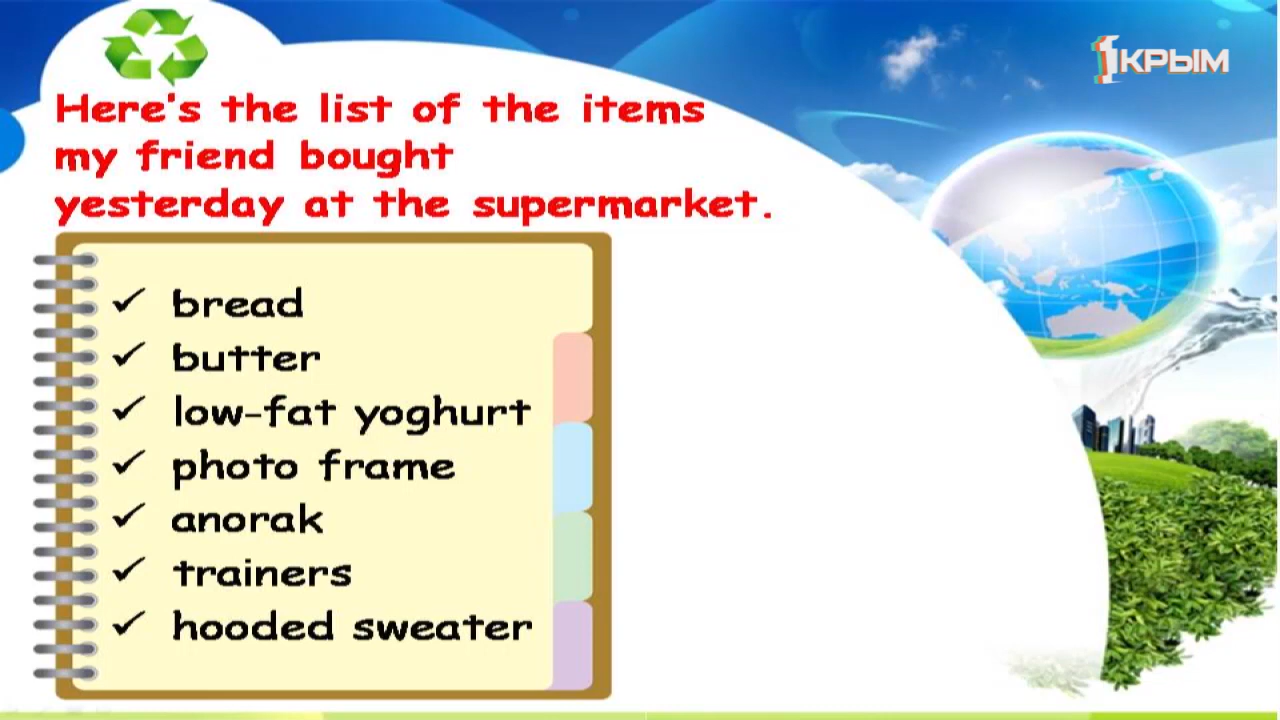 1КРЫМ
Here's the list of the items
my friend bought
yesterday at the supermarket.
bread
butter
low-fat yoghurt
photo frame
anorak
trainers
hooded sweater